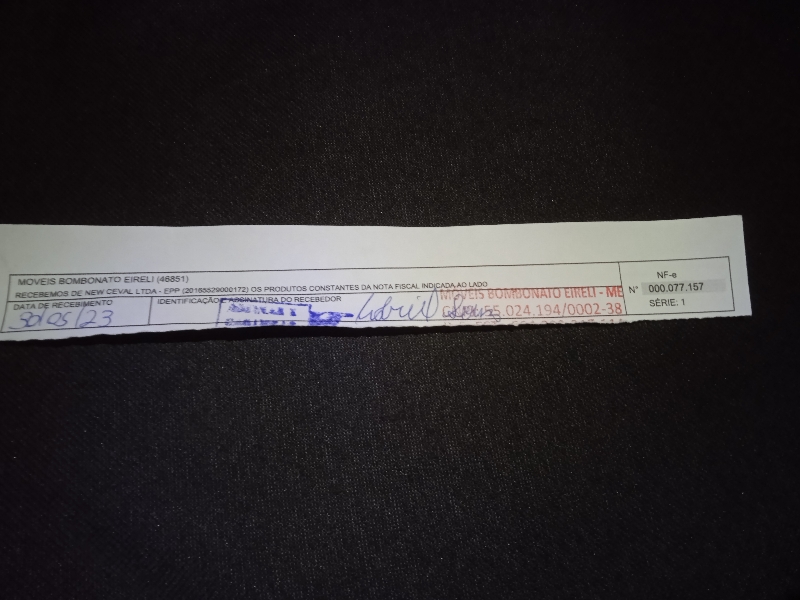 MOVEIS BOMBONATO EIRELI (46851)
RECEBEMOS DE NEW CEVAL LTDA - EPP (20168529000172) OS PRODUTOS CONSTANTES DA NOTA FISCAL INDICADA AO LADO
DATA DE RECEBIMENTO
IDENTIFICAÇÃO E ASSINATURA DO RECEBEDOR
30/05/23
Gabriel
MOVEIS BOMBONATO EIRELI - ME
024.194/0002-38
NF-e
N° 000.077.157
SÉRIE: 1